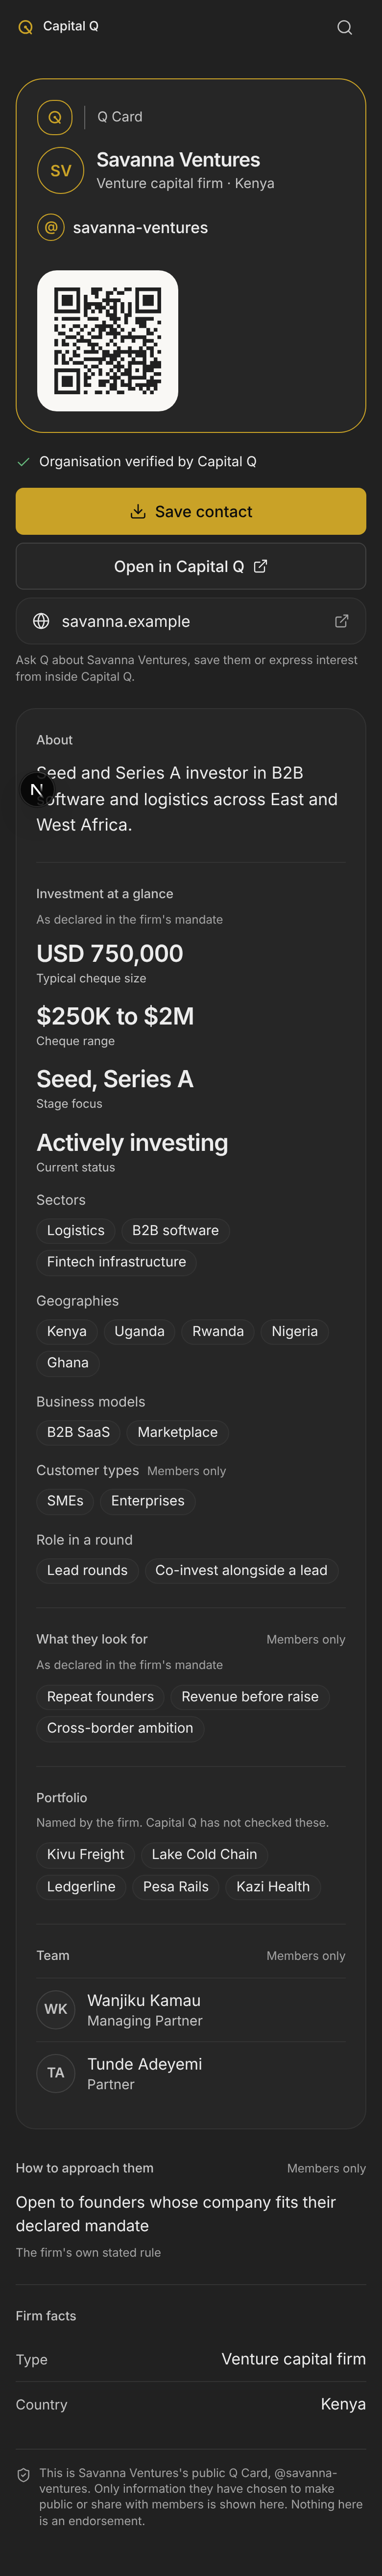 Capital Q
Q Card
SV
Savanna Ventures
Venture capital firm · Kenya
@ savanna-ventures
Organisation verified by Capital Q
Save contact
Open in Capital Q
savanna.example
Ask Q about Savanna Ventures, save them or express interest
from inside Capital Q.
About
Seed and Series A investor in B2B
N
software and logistics across East and
West Africa.
Investment at a glance
As declared in the firm's mandate
USD 750,000
Typical cheque size
$250K to $2M
Cheque range
Seed, Series A
Stage focus
Actively investing
Current status
Sectors
Logistics B2B software
Fintech infrastructure
Geographies
Kenya Uganda Rwanda Nigeria
Ghana
Business models
B2B SaaS Marketplace
Customer types Members only
SMEs Enterprises
Role in a round
Lead rounds Co-invest alongside a lead
What they look for Members only
As declared in the firm's mandate
Repeat founders Revenue before raise
Cross-border ambition
Portfolio
Named by the firm. Capital Q has not checked these.
Kivu Freight Lake Cold Chain
Ledgerline Pesa Rails Kazi Health
Team Members only
WK Wanjiku Kamau
Managing Partner
TA Tunde Adeyemi
Partner
How to approach them Members only
Open to founders whose company fits their
declared mandate
The firm's own stated rule
Firm facts
Type Venture capital firm
Country Kenya
This is Savanna Ventures's public Q Card, @savanna-
ventures. Only information they have chosen to make
public or share with members is shown here. Nothing here
is an endorsement.